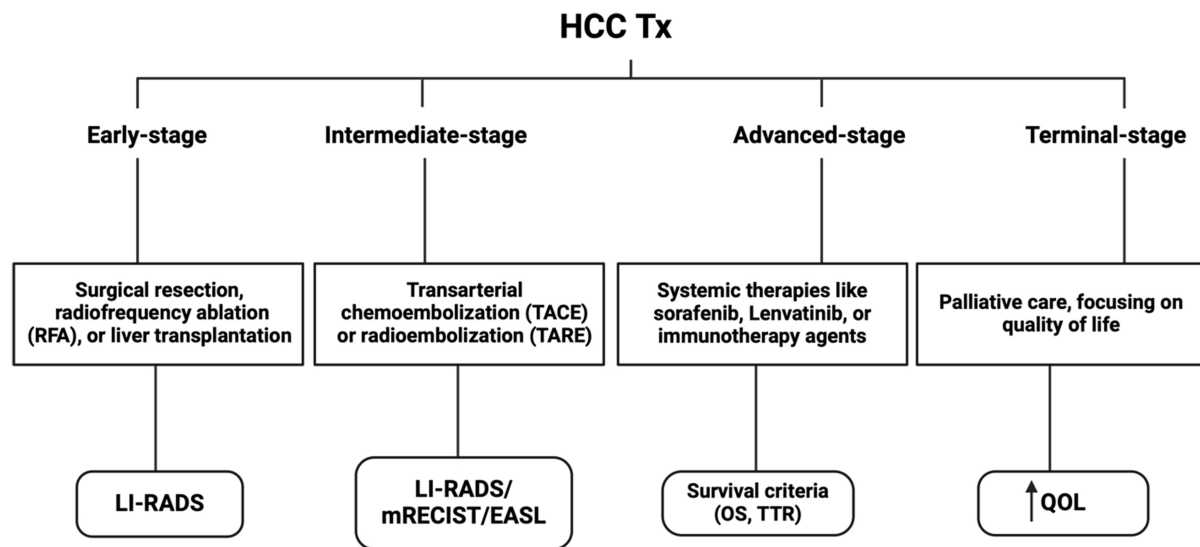 HCC Tx
Early-stage
Intermediate-stage
Advanced-stage
Terminal-stage
Surgical resection,
radiofrequency ablation
(RFA), or liver transplantation
Transarterial
chemoembolization (TACE)
or radioembolization (TARE)
Systemic therapies like
sorafenib, Lenvatinib, or
immunotherapy agents
Palliative care, focusing on
quality of life
LI-RADS
LI-RADS/
mRECIST/EASL
Survival criteria
(OS, TTR)
↑QOL